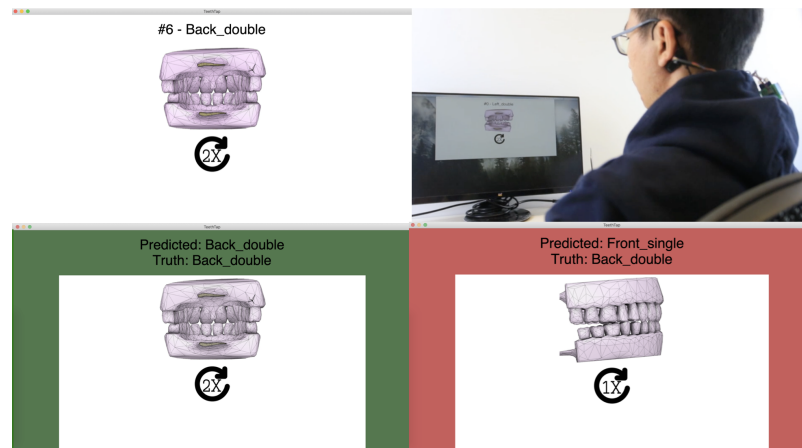 TeethTap
#6 - Back_double
2X
TeethTap
Predicted: Back_double
Truth: Back_double
2X
TeethTap
Predicted: Front_single
Truth: Back_double
1X